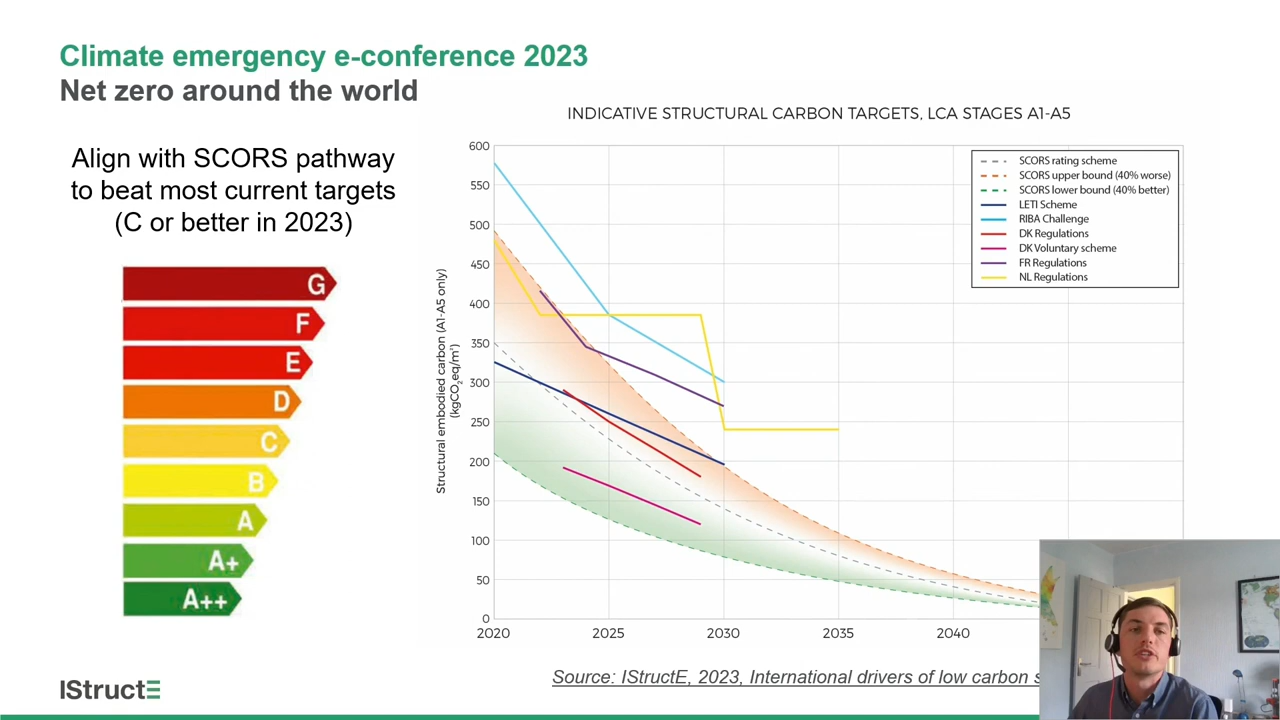 Climate emergency e-conference 2023
Net zero around the world
Align with SCORS pathway
to beat most current targets
(C or better in 2023)
G
F
E
D
C
B
A
A+
A++
INDICATIVE STRUCTURAL CARBON TARGETS, LCA STAGES A1-A5
Structural embodied carbon (A1-A5 only)
(kgCO2eq/m²)
600
550
500
450
400
350
300
250
200
150
100
50
0
2020
2025
2030
2035
2040
SCORS rating scheme
SCORS upper bound (40% worse)
SCORS lower bound (40% better)
LETI Scheme
RIBA Challenge
DK Regulations
DK Voluntary scheme
FR Regulations
NL Regulations
Source: IStructE, 2023, International drivers of low carbon
IStructE